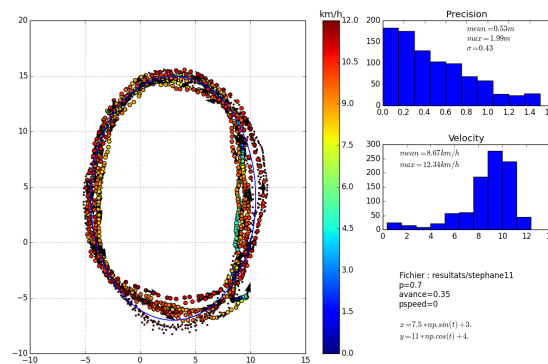 km/h
20
15
10
5
0
−5
−10
−10
−5
0
5
10
15
12.0
10.5
9.0
7.5
6.0
4.5
3.0
1.5
0.0
Precision
200
150
100
50
0
mean=0.53m
max=1.99m
σ=0.43
0.0 0.2 0.4 0.6 0.8 1.0 1.2 1.4
Velocity
300
250
200
150
100
50
0
mean=8.67km/h
max=12.34km/h
0 2 4 6 8 10 12
Fichier : resultats/stephane11
p=0.7
avance=0.35
pspeed=0
x=7.5∗np.sin(t)+3.
y=11∗np.cos(t)+4.